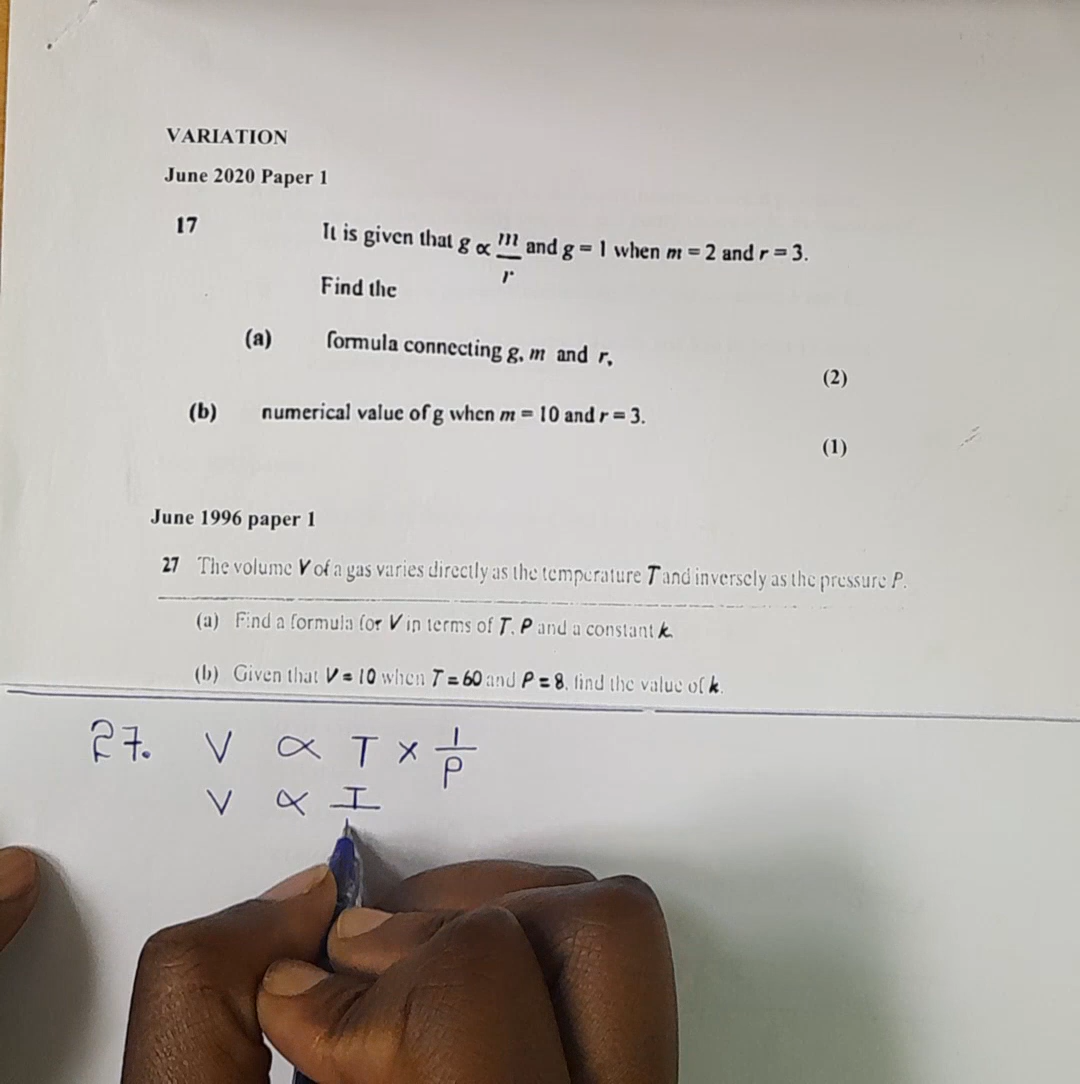 VARIATION
June 2020 Paper 1
17 It is given that g ∝ m/r and g = 1 when m = 2 and r = 3.
Find the
(a) formula connecting g, m and r,
(2)
(b) numerical value of g when m = 10 and r = 3.
(1)
June 1996 paper 1
27 The volume V of a gas varies directly as the temperature T and inversely as the pressure P.
(a) Find a formula for V in terms of T, P and a constant k.
(b) Given that V = 10 when T = 60 and P = 8, find the value of k.
27. V ∝ T × 1/P
V ∝ T